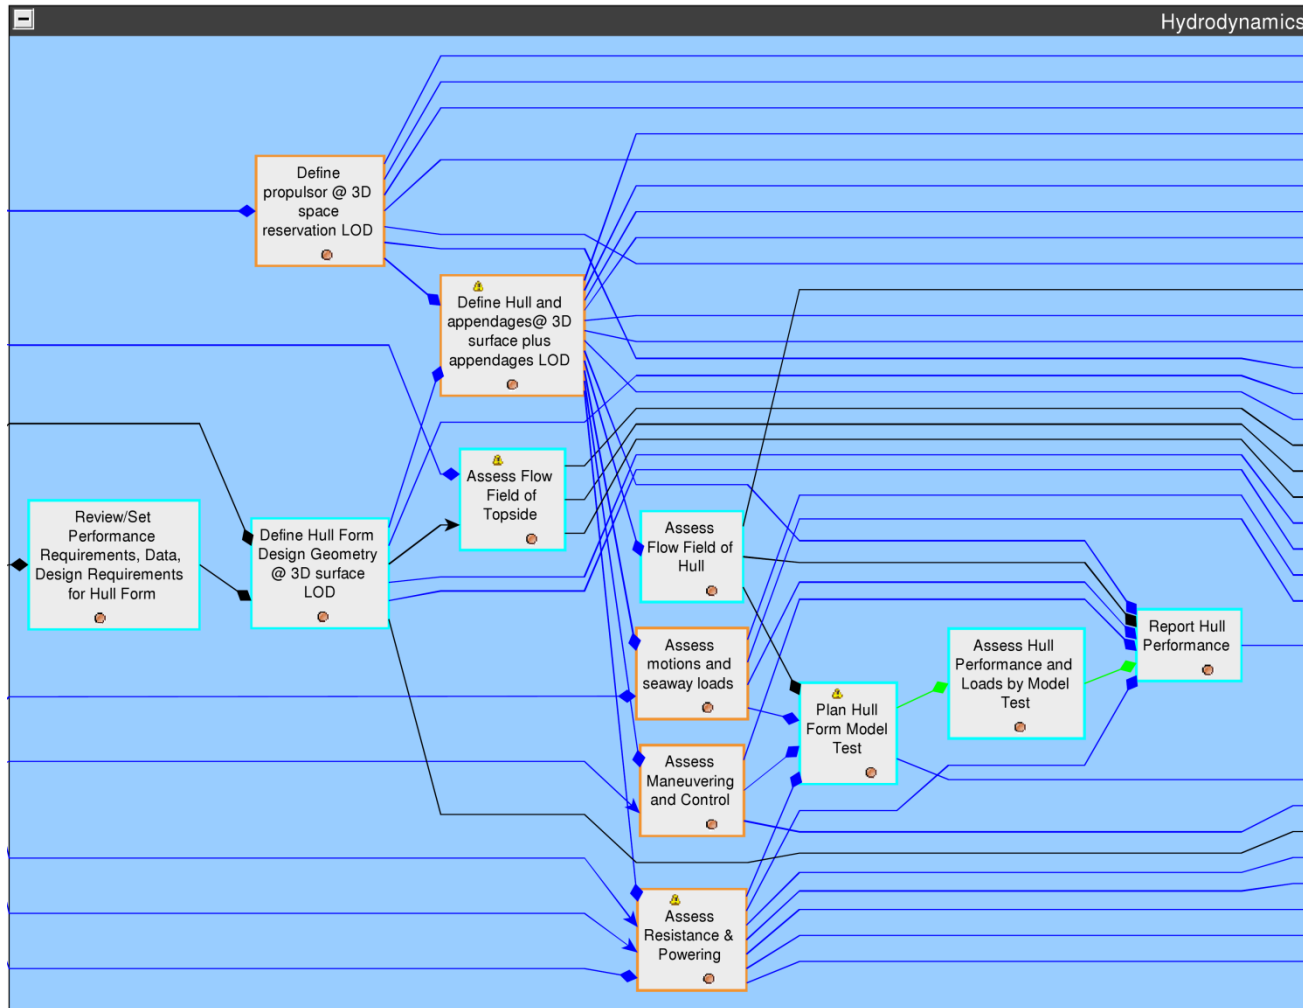 Hydrodynamics
Define
propulsor @ 3D
space
reservation LOD
Define Hull and
appendages@ 3D
surface plus
appendages LOD
Assess Flow
Field of
Topside
Review/Set
Performance
Requirements, Data,
Design Requirements
for Hull Form
Define Hull Form
Design Geometry
@ 3D surface
LOD
Assess
Flow Field of
Hull
Assess
motions and
seaway loads
Assess
Maneuvering
and Control
Assess
Resistance &
Powering
Plan Hull
Form Model
Test
Assess Hull
Performance and
Loads by Model
Test
Report Hull
Performance